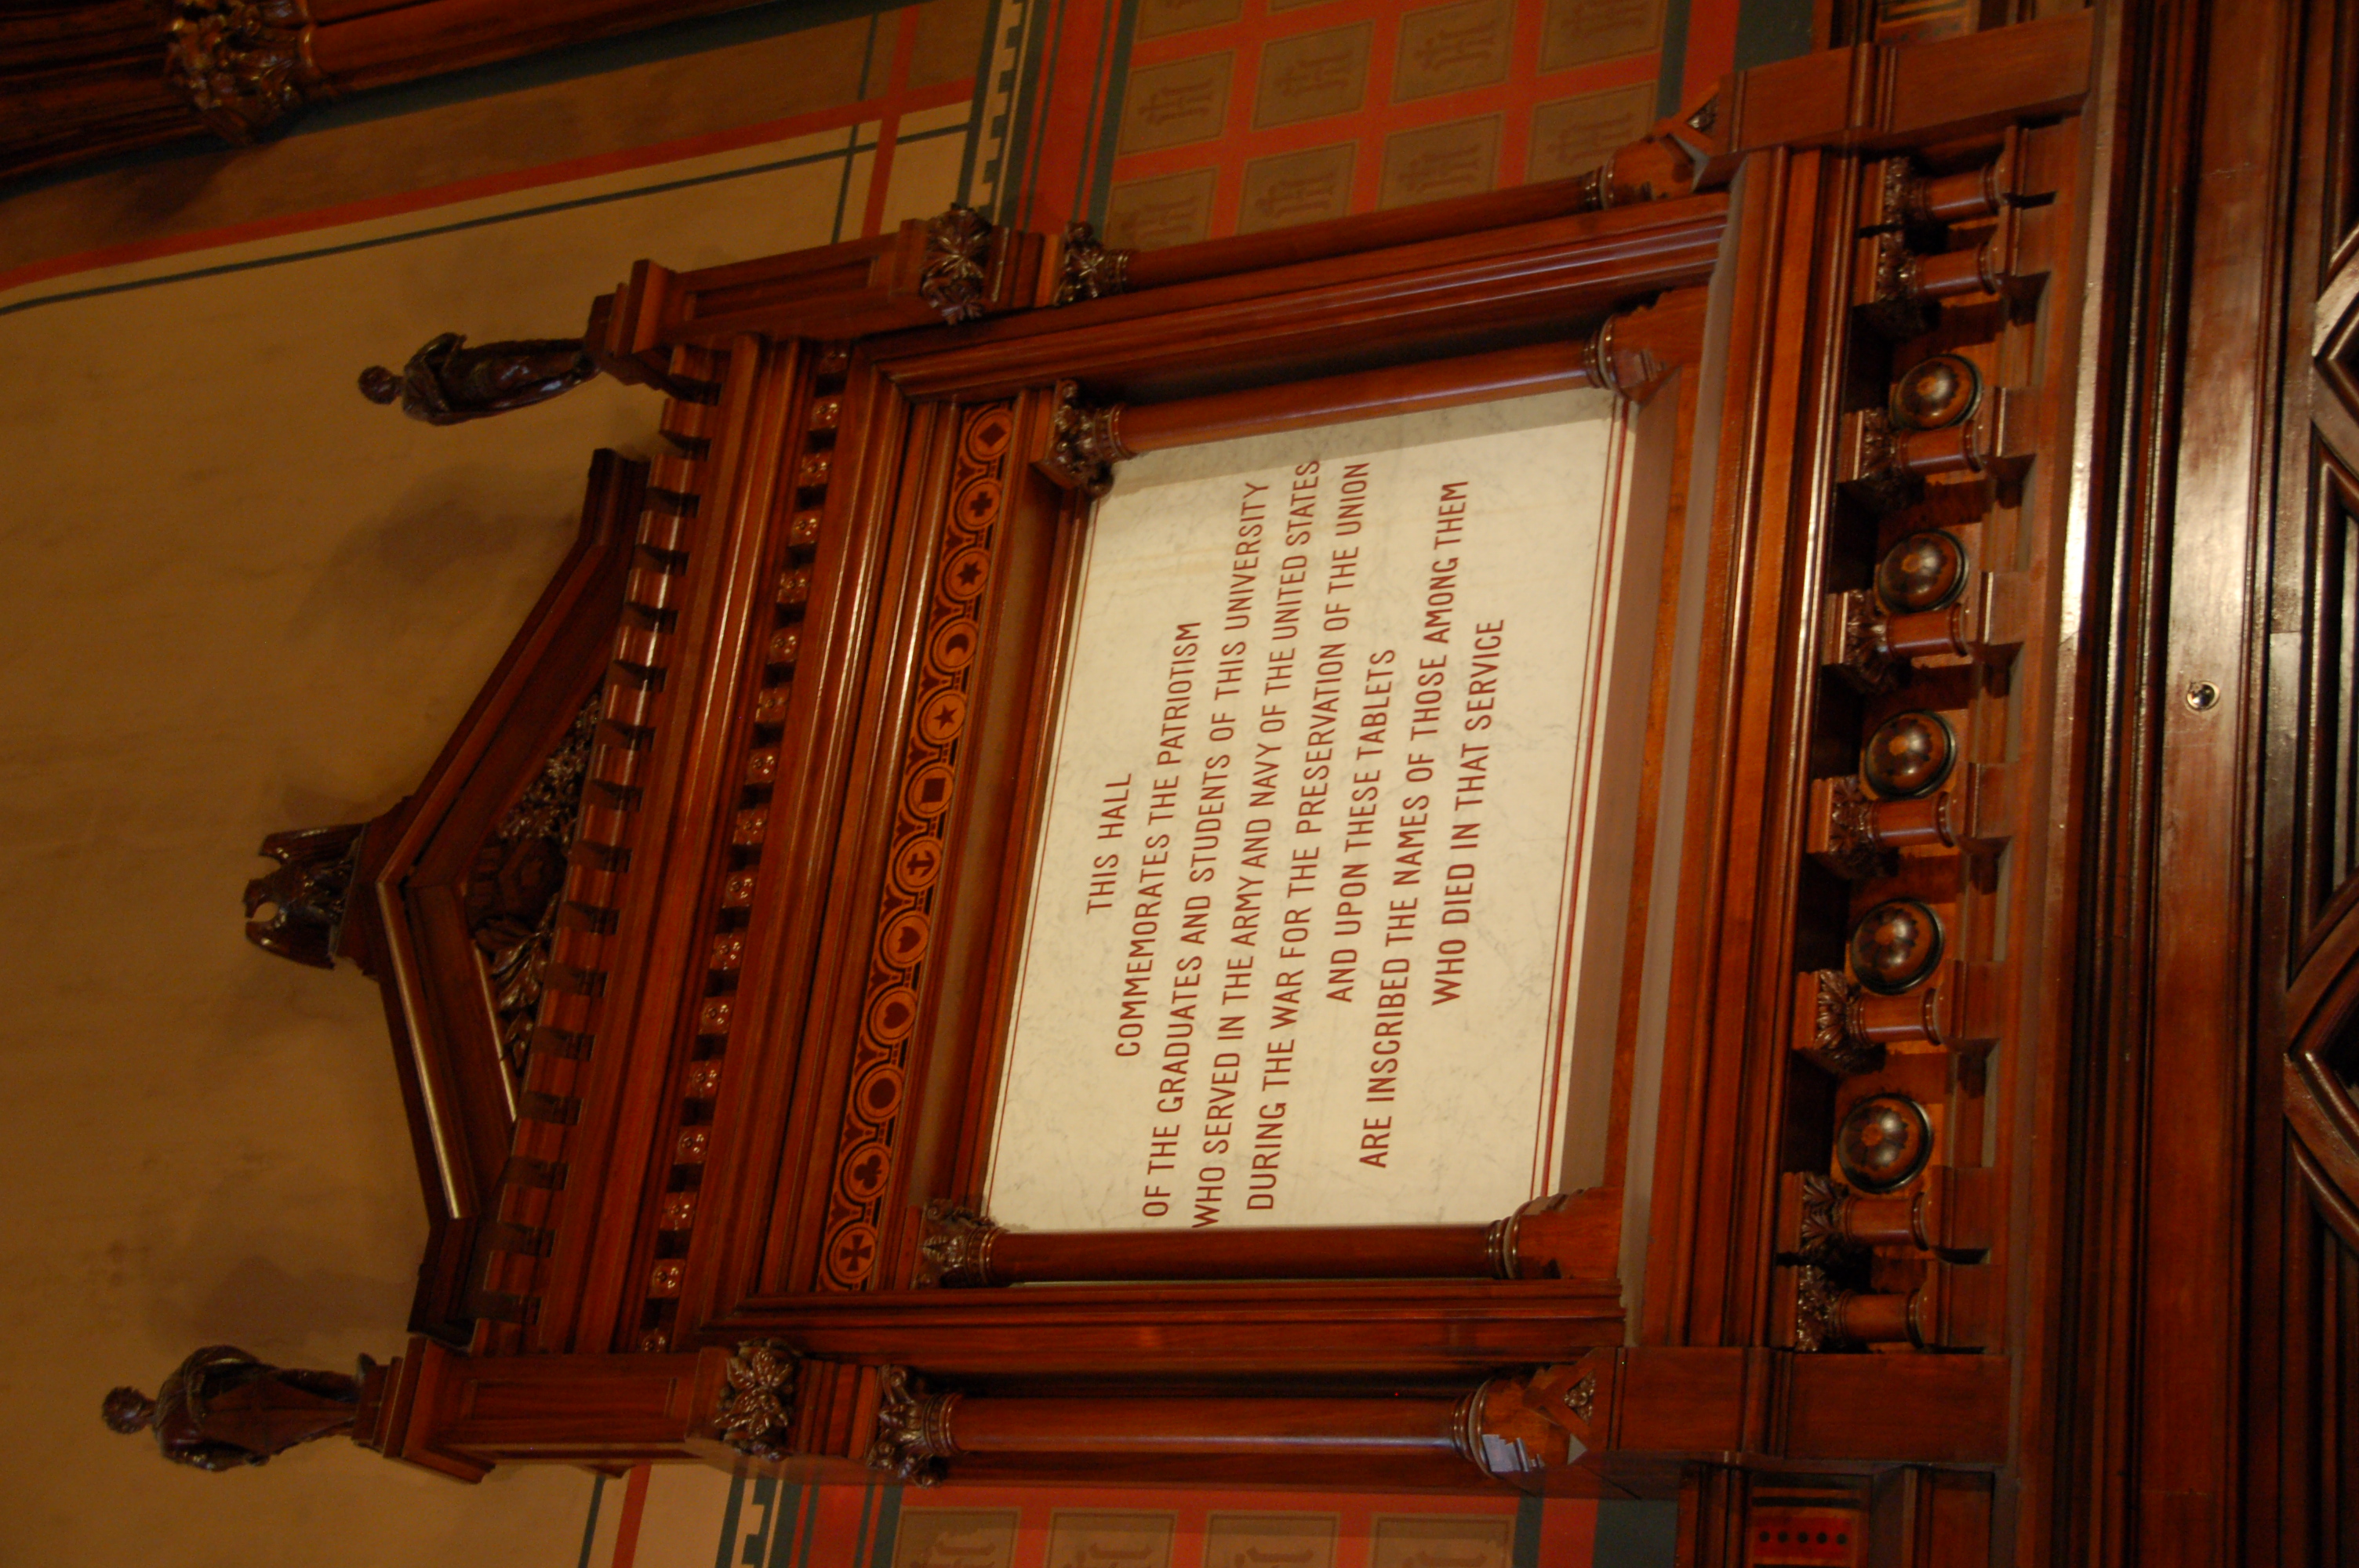 THIS HALL
COMMEMORATES THE PATRIOTISM
OF THE GRADUATES AND STUDENTS OF THIS UNIVERSITY
WHO SERVED IN THE ARMY AND NAVY OF THE UNITED STATES
DURING THE WAR FOR THE PRESERVATION OF THE UNION
AND UPON THESE TABLETS
ARE INSCRIBED THE NAMES OF THOSE AMONG THEM
WHO DIED IN THAT SERVICE